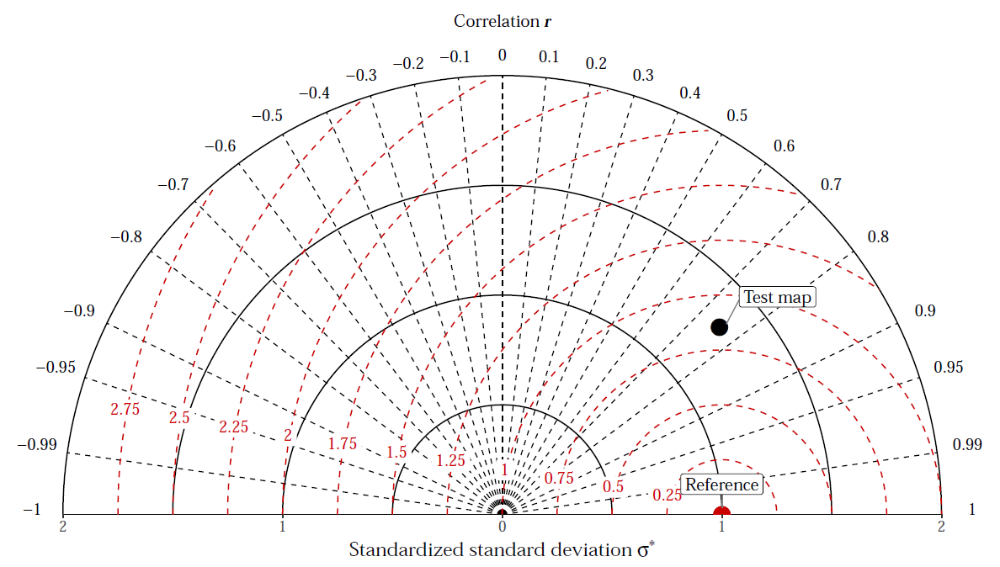 Correlation r
0
−0.1 0.1
−0.2 0.2
−0.3 0.3
−0.4 0.4
−0.5 0.5
−0.6 0.6
−0.7 0.7
−0.8 0.8
Test map
−0.9 0.9
−0.95 0.95
2.75 2.5 2.25 2 1.75 1.5 1.25 1 0.75 0.5 0.25
−0.99 0.99
Reference
−1 1
2 1 0 1 2
Standardized standard deviation σ*